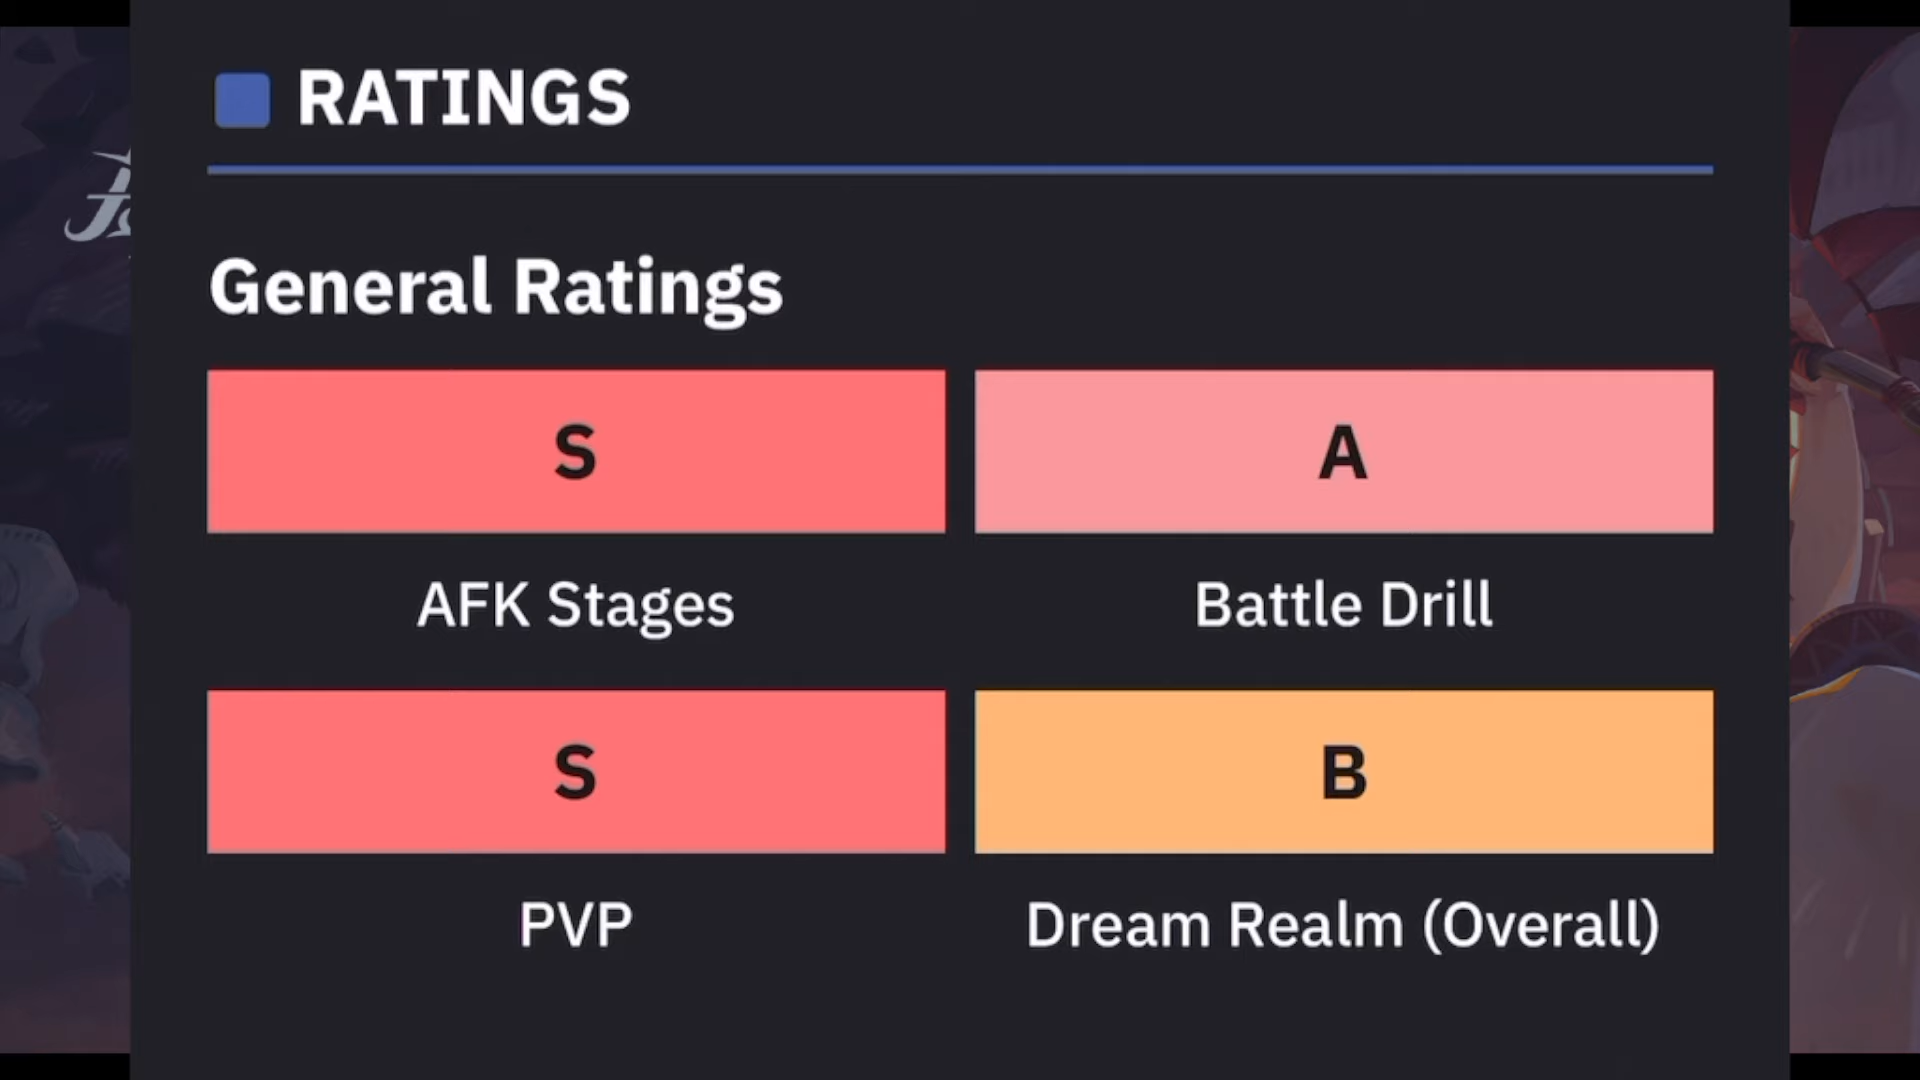 RATINGS
General Ratings
S
A
AFK Stages
Battle Drill
S
B
PVP
Dream Realm (Overall)